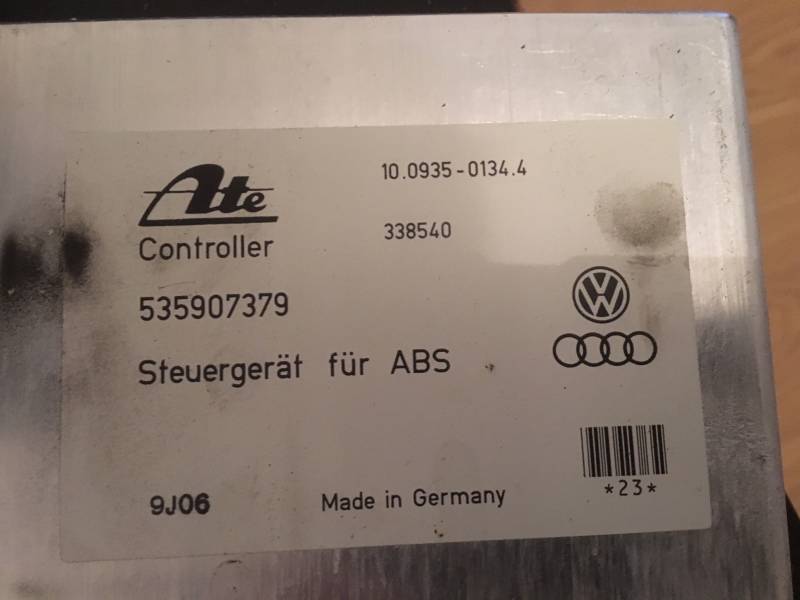 Ate
10.0935-0134.4
Controller
338540
535907379
Steuergerät für ABS
9J06
Made in Germany
*23*